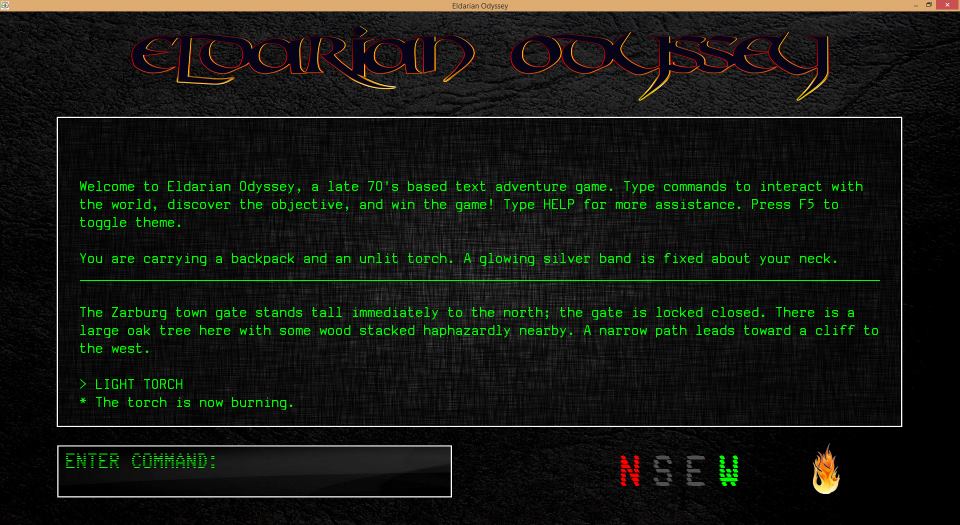 Eldarian Odyssey
ELDARIAN ODYSSEY
Welcome to Eldarian Odyssey, a late 70's based text adventure game. Type commands to interact with
the world, discover the objective, and win the game! Type HELP for more assistance. Press F5 to
toggle theme.
You are carrying a backpack and an unlit torch. A glowing silver band is fixed about your neck.
The Zarburg town gate stands tall immediately to the north; the gate is locked closed. There is a
large oak tree here with some wood stacked haphazardly nearby. A narrow path leads toward a cliff to
the west.
> LIGHT TORCH
* The torch is now burning.
ENTER COMMAND:
N S E W